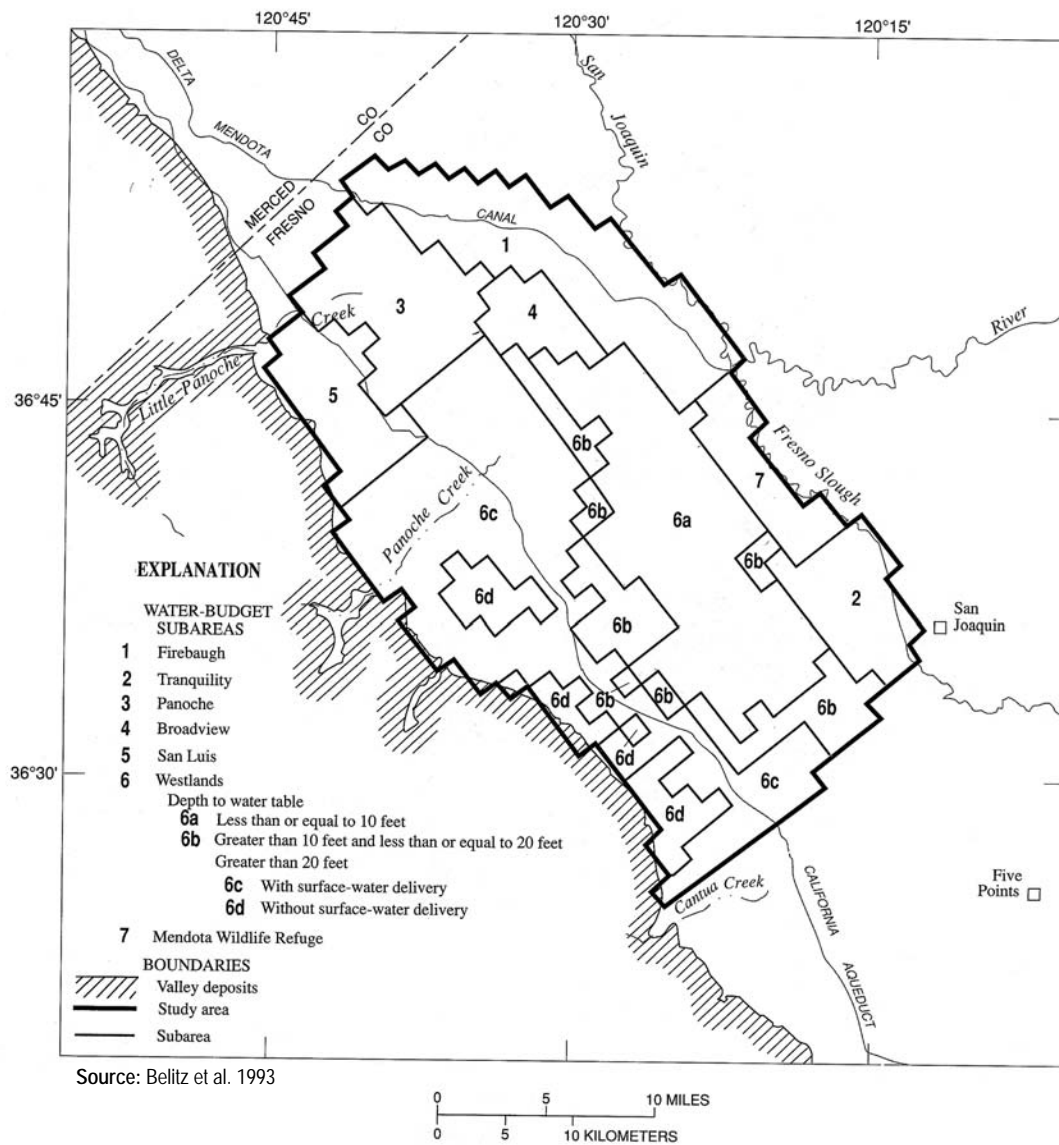 120°45'
120°30'
120°15'
DELTA
MENDOTA
CO
CO
MERCED
FRESNO
San
Joaquin
CANAL
1
3
4
Creek
River
Little Panoche
5
36°45'
Fresno Slough
6b
7
Panoche Creek
6c
6b
6a
6b
6d
6b
2
San
Joaquin
6d
6b
6b
6b
6d
36°30'
6c
6d
Cantua Creek
CALIFORNIA
AQUEDUCT
Five
Points
EXPLANATION
WATER-BUDGET
SUBAREAS
1 Firebaugh
2 Tranquility
3 Panoche
4 Broadview
5 San Luis
6 Westlands
Depth to water table
6a Less than or equal to 10 feet
6b Greater than 10 feet and less than or equal to 20 feet
Greater than 20 feet
6c With surface-water delivery
6d Without surface-water delivery
7 Mendota Wildlife Refuge
BOUNDARIES
Valley deposits
Study area
Subarea
Source: Belitz et al. 1993
0 5 10 MILES
0 5 10 KILOMETERS